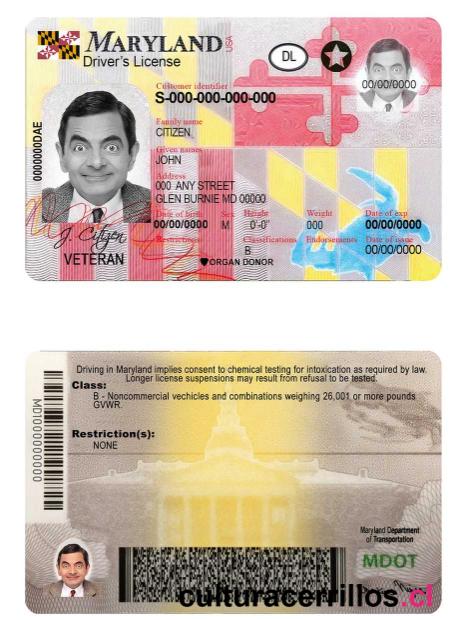 MARYLAND USA
Driver's License
DL
00/00/0000
Customer identifier
S-000-000-000-000
0000000DAE
Family name
CITIZEN,
Given names
JOHN
Address
000 ANY STREET
GLEN BURNIE MD 00000
Date of birth Sex Height Weight Date of exp
00/00/0000 M 0'-0" 000 00/00/0000
Restrictions Classifications Endorsements Date of issue
B 00/00/0000
J. Citizen
VETERAN
ORGAN DONOR
Driving in Maryland implies consent to chemical testing for intoxication as required by law.
Longer license suspensions may result from refusal to be tested.
Class:
B - Noncommercial vechicles and combinations weighing 26,001 or more pounds
GVWR.
Restriction(s):
NONE
Maryland Department
of Transportation
MDOT
culturacerrillos.cl